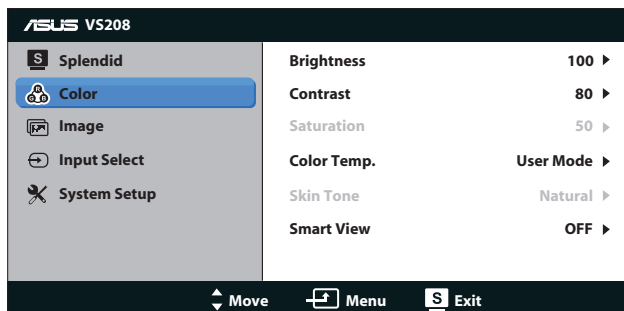 ASUS VS208
S Splendid
Color
Image
Input Select
System Setup
Brightness 100
Contrast 80
Saturation 50
Color Temp. User Mode
Skin Tone Natural
Smart View OFF
Move Menu S Exit